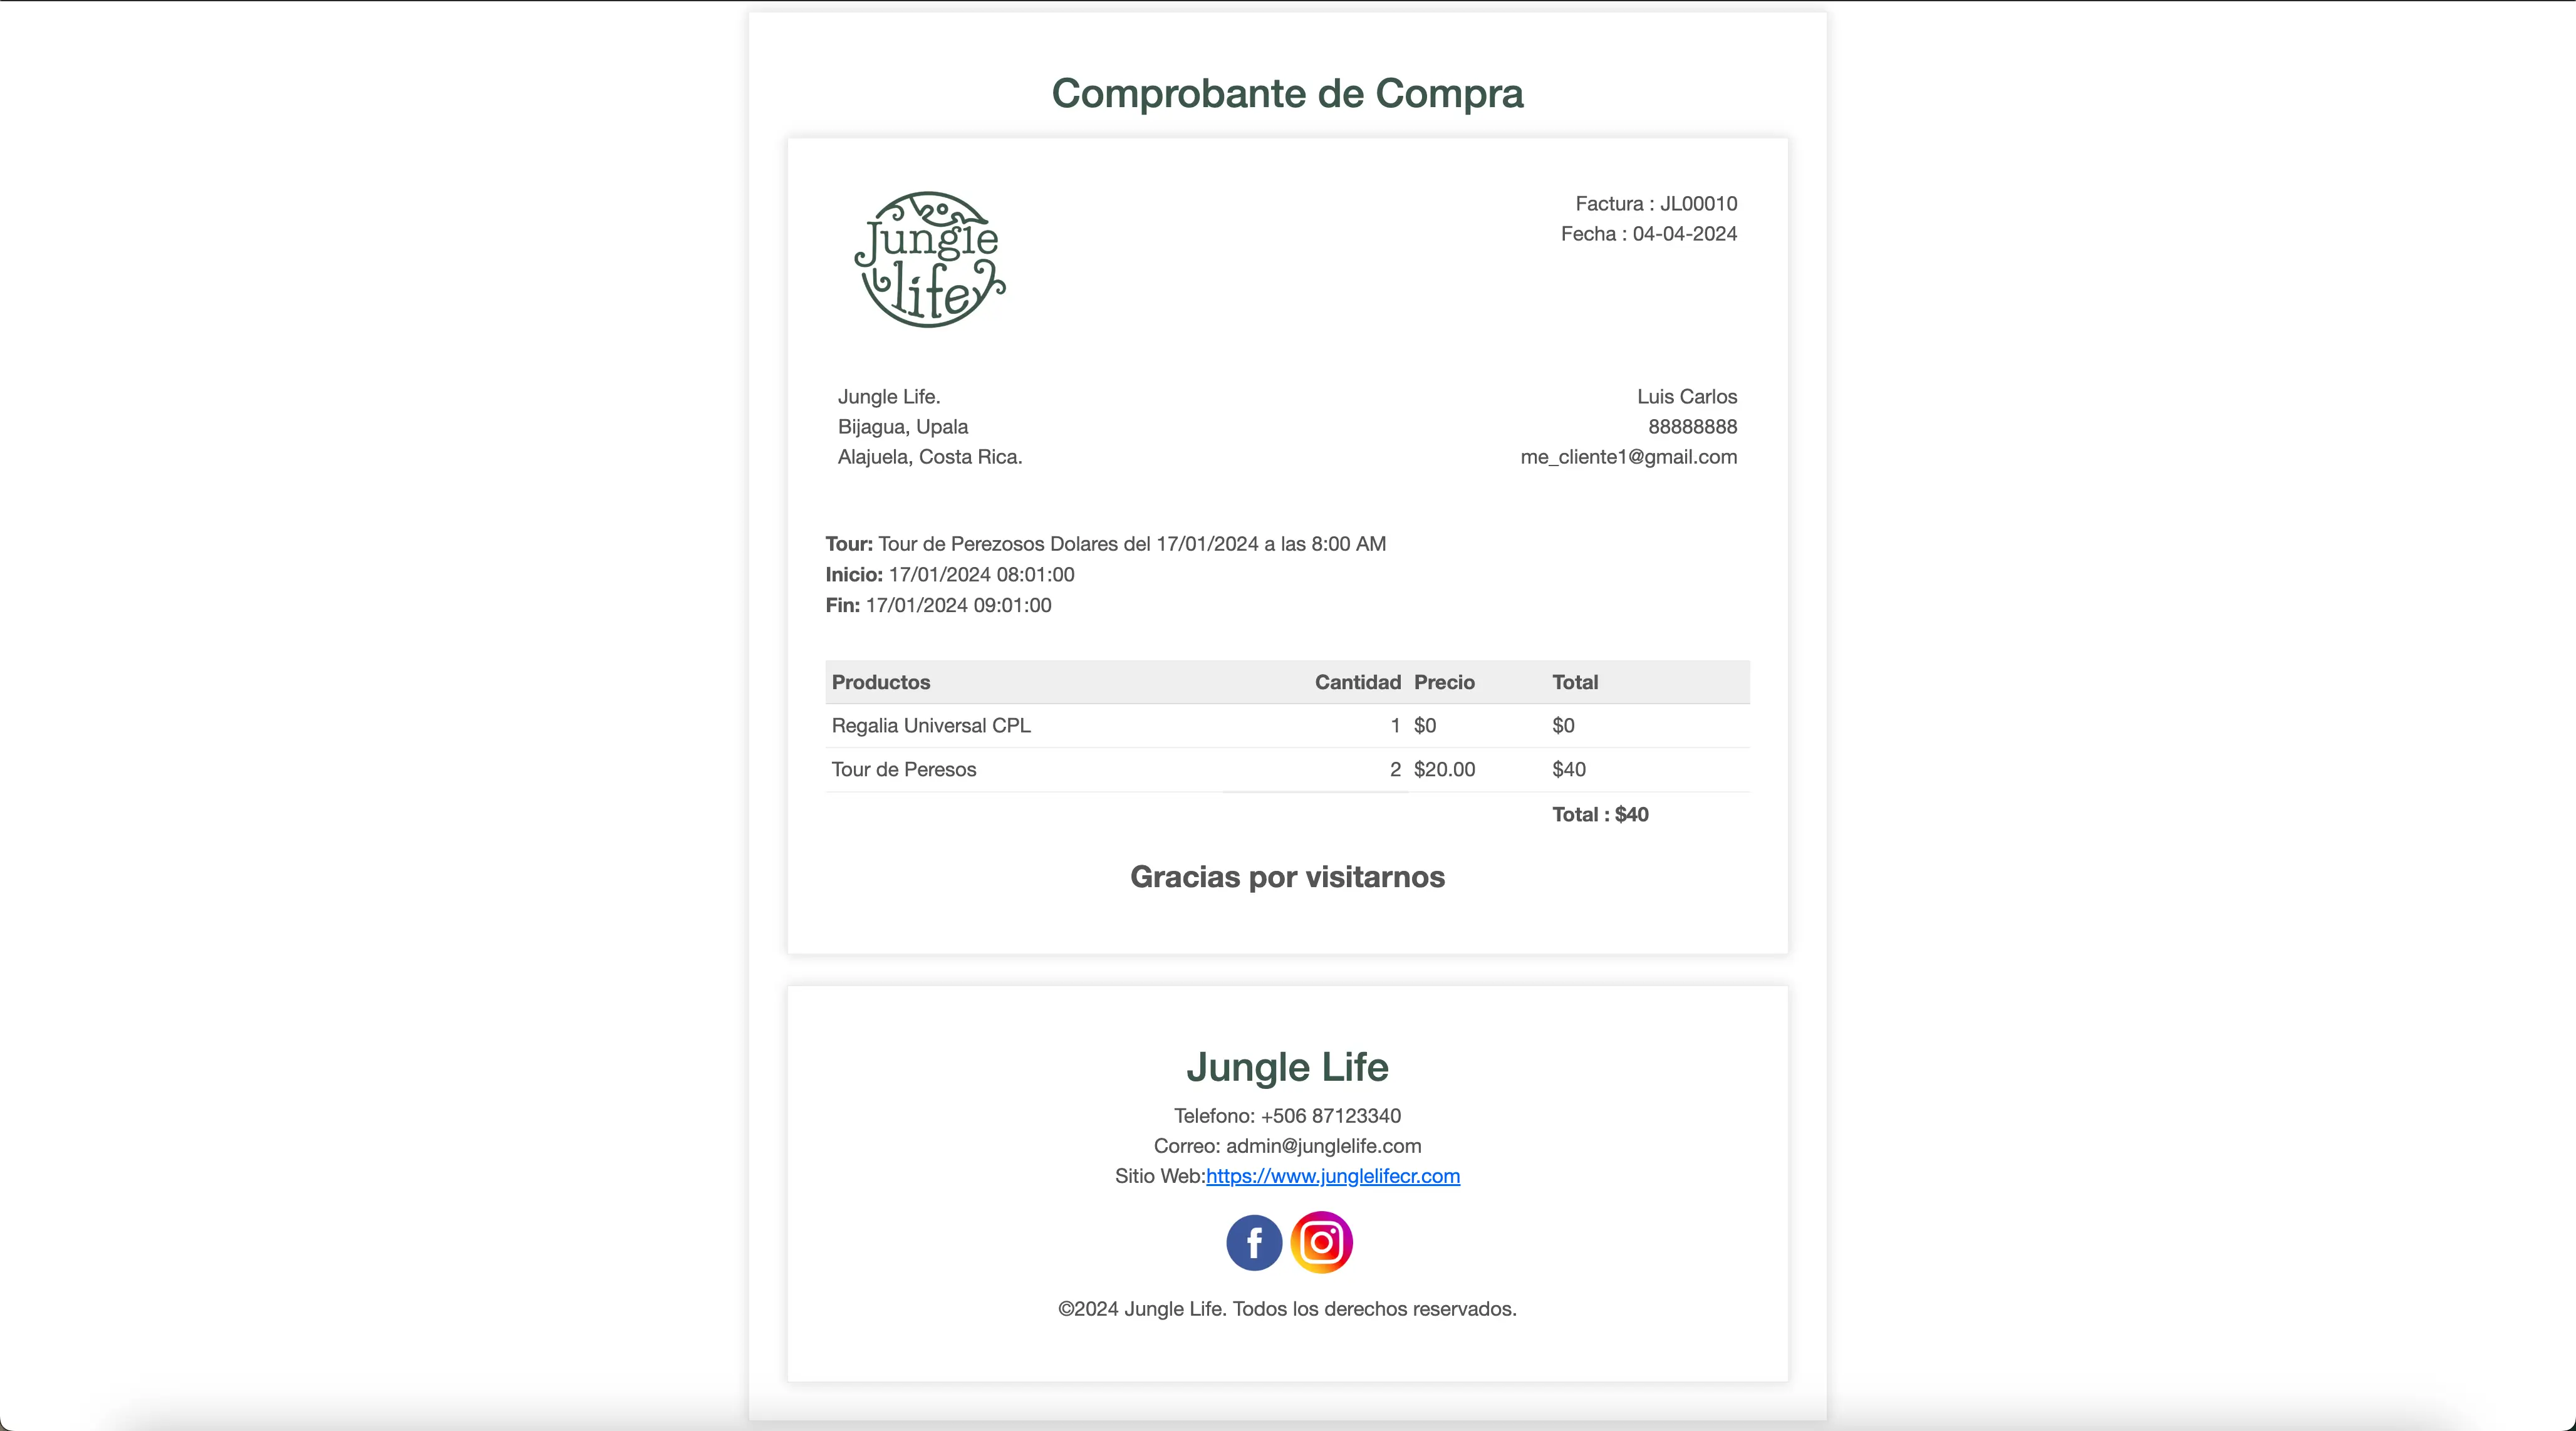 Comprobante de Compra
Jungle
life
Factura : JL00010
Fecha : 04-04-2024
Jungle Life.
Bijagua, Upala
Alajuela, Costa Rica.
Luis Carlos
88888888
me_cliente1@gmail.com
Tour: Tour de Perezosos Dolares del 17/01/2024 a las 8:00 AM
Inicio: 17/01/2024 08:01:00
Fin: 17/01/2024 09:01:00
Productos Cantidad Precio Total
Regalia Universal CPL 1 $0 $0
Tour de Peresos 2 $20.00 $40
Total : $40
Gracias por visitarnos
Jungle Life
Telefono: +506 87123340
Correo: admin@junglelife.com
Sitio Web:https://www.junglelifecr.com
©2024 Jungle Life. Todos los derechos reservados.